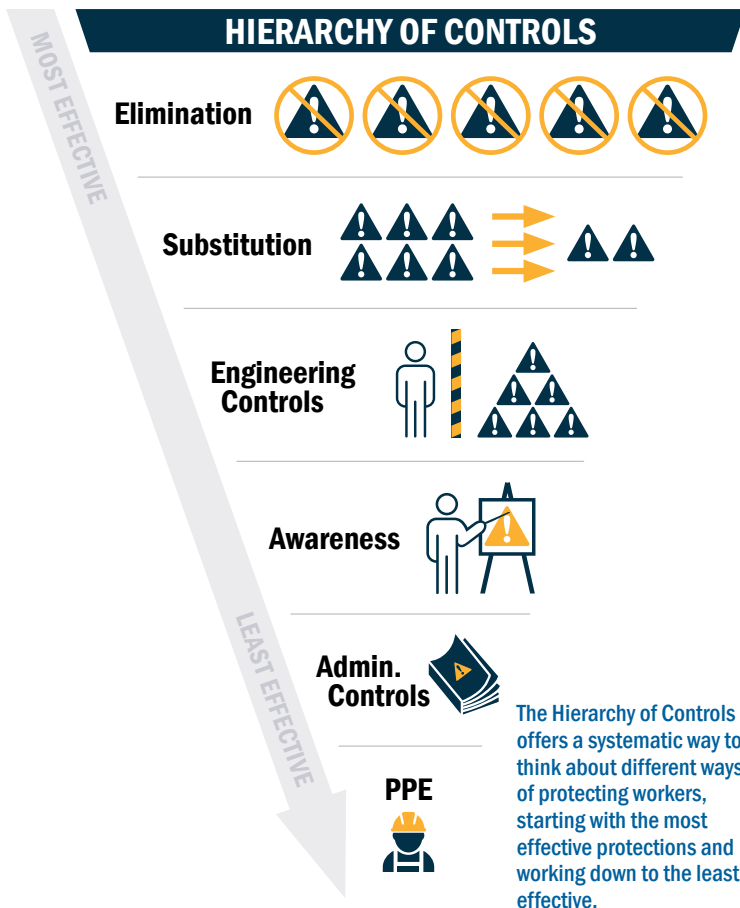 HIERARCHY OF CONTROLS
MOST EFFECTIVE
Elimination
Substitution
Engineering
Controls
Awareness
LEAST EFFECTIVE
Admin.
Controls
PPE
The Hierarchy of Controls
offers a systematic way to
think about different ways
of protecting workers,
starting with the most
effective protections and
working down to the least
effective.